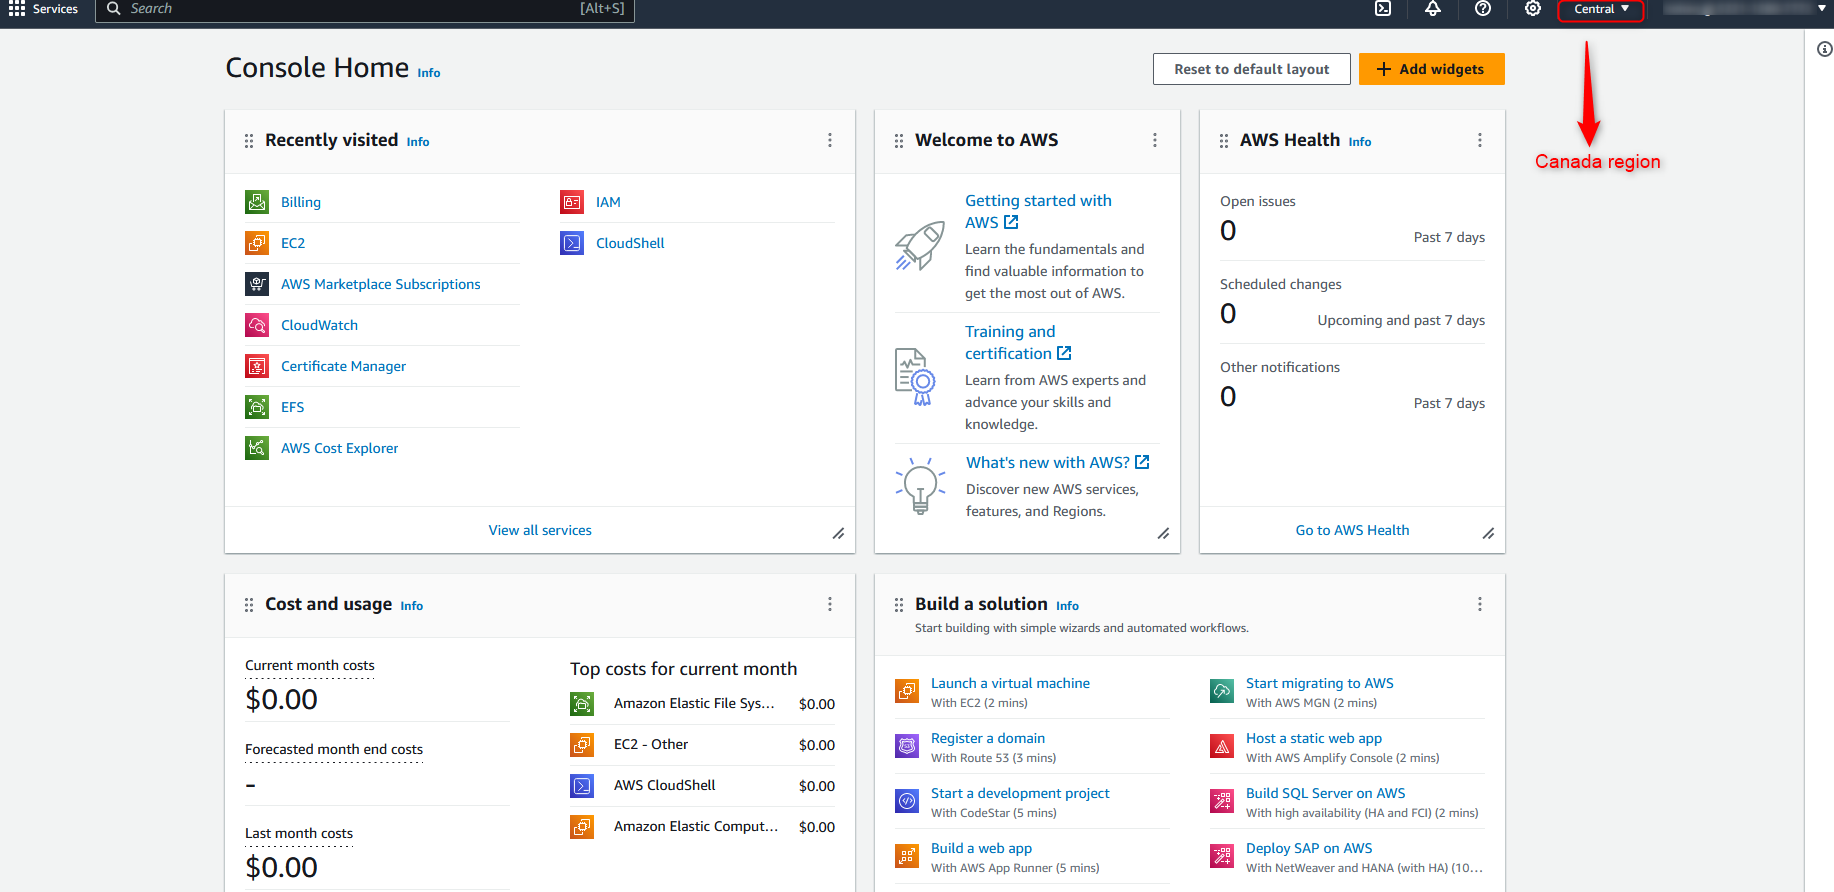 Services
Search
[Alt+S]
Central
Console Home Info
Reset to default layout
Add widgets
Canada region
Recently visited Info
Billing
EC2
AWS Marketplace Subscriptions
CloudWatch
Certificate Manager
EFS
AWS Cost Explorer
IAM
CloudShell
View all services
Welcome to AWS
Getting started with
AWS
Learn the fundamentals and
find valuable information to
get the most out of AWS.
Training and
certification
Learn from AWS experts and
advance your skills and
knowledge.
What's new with AWS?
Discover new AWS services,
features, and Regions.
AWS Health Info
Open issues
0
Past 7 days
Scheduled changes
0
Upcoming and past 7 days
Other notifications
0
Past 7 days
Go to AWS Health
Cost and usage Info
Current month costs
$0.00
Forecasted month end costs
-
Last month costs
$0.00
Top costs for current month
Amazon Elastic File Sys... $0.00
EC2 - Other $0.00
AWS CloudShell $0.00
Amazon Elastic Comput... $0.00
Build a solution Info
Start building with simple wizards and automated workflows.
Launch a virtual machine
With EC2 (2 mins)
Register a domain
With Route 53 (3 mins)
Start a development project
With CodeStar (5 mins)
Build a web app
With AWS App Runner (5 mins)
Start migrating to AWS
With AWS MGN (2 mins)
Host a static web app
With AWS Amplify Console (2 mins)
Build SQL Server on AWS
With high availability (HA and FCI) (2 mins)
Deploy SAP on AWS
With NetWeaver and HANA (with HA) (10...